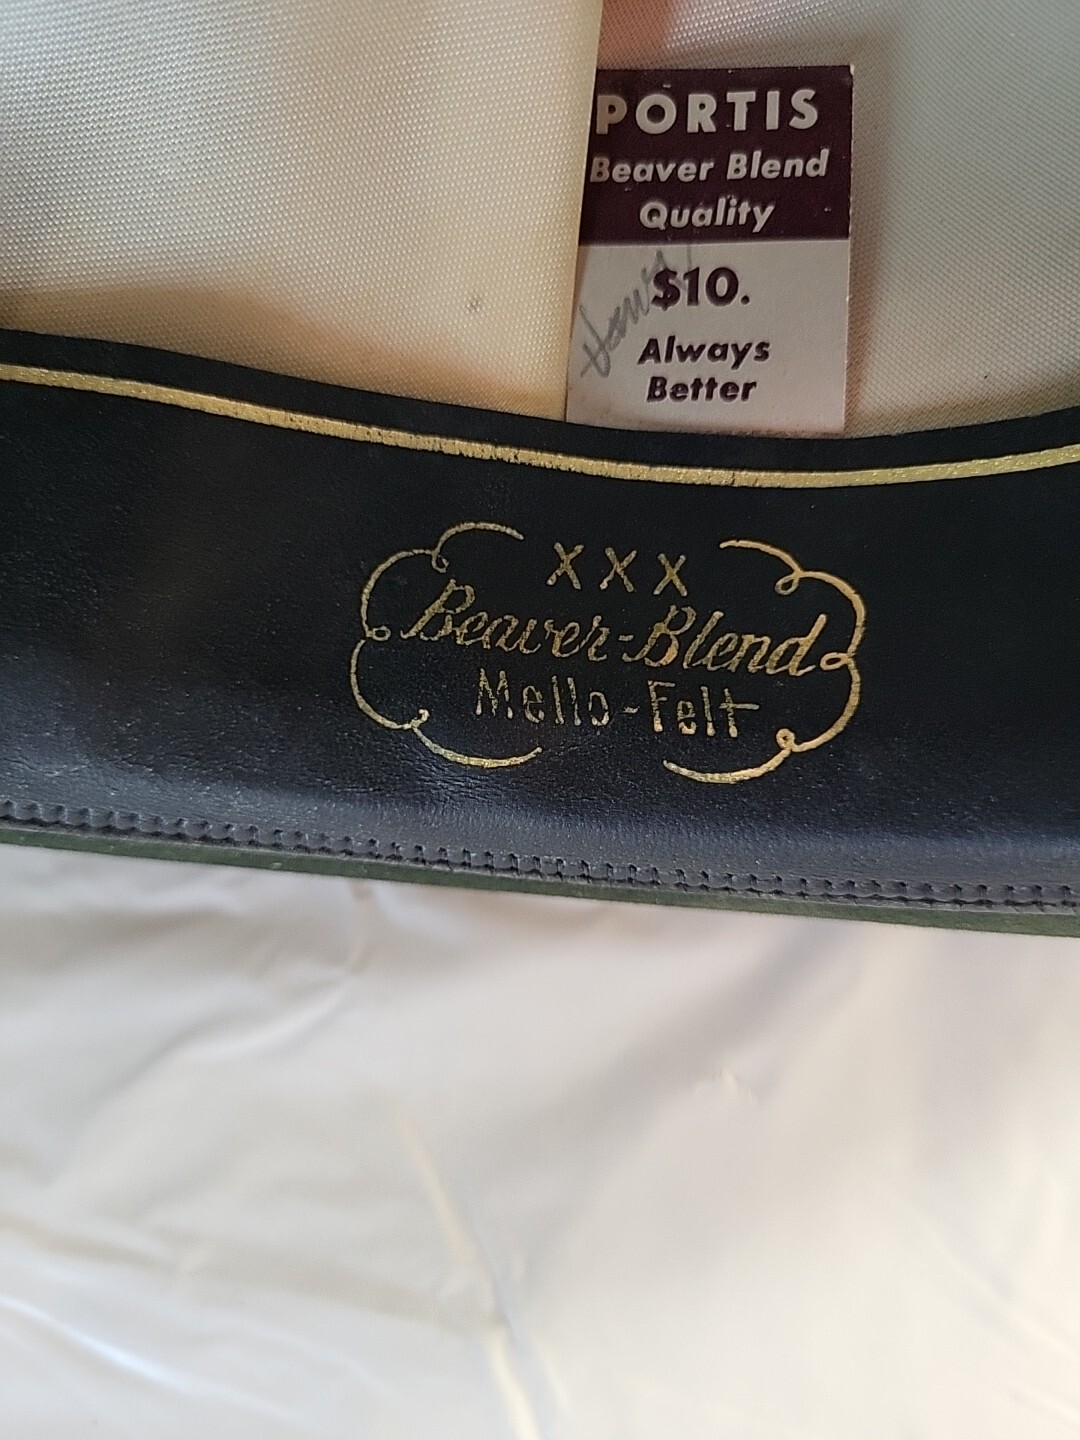 PORTIS
Beaver Blend
Quality
$10.
Always
Better
XXX
Beaver-Blend
Mello-Felt